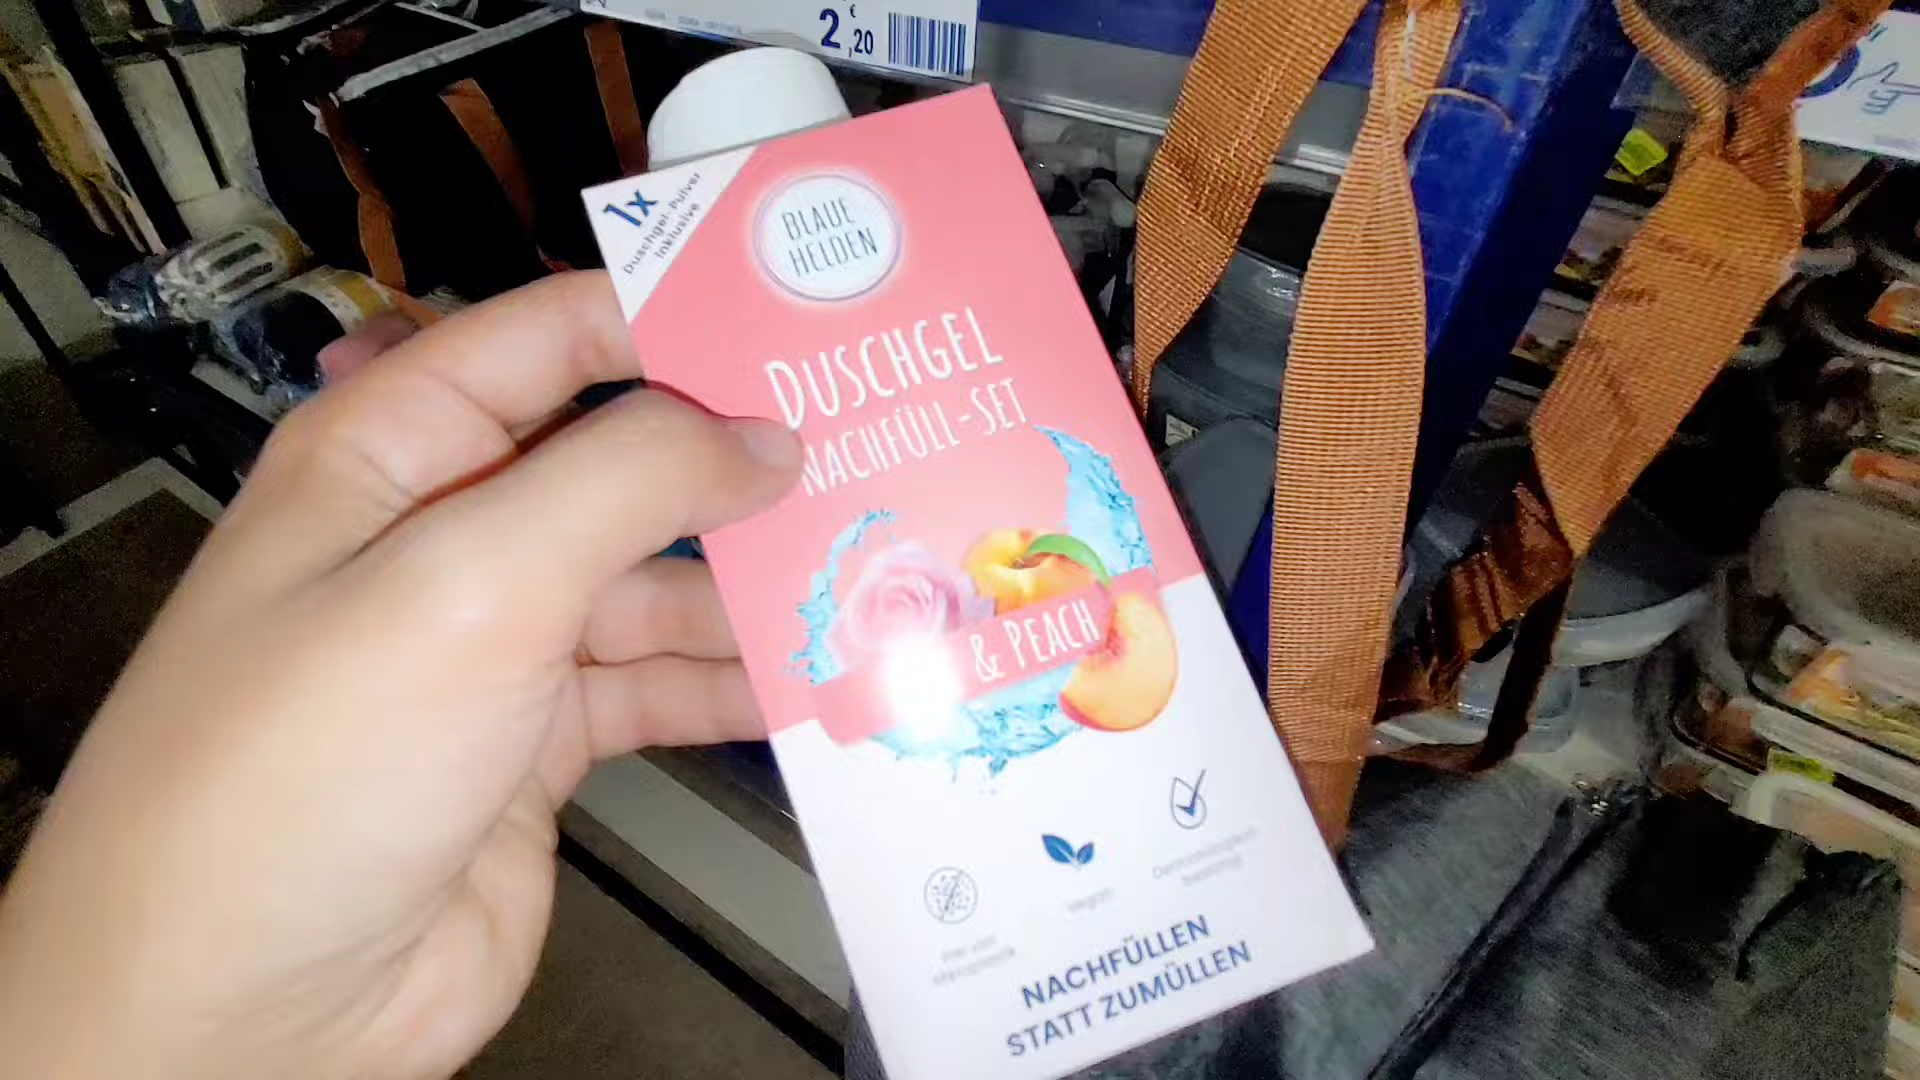 2,20
€
1x
Duschgel-Pulver
inklusive
BLAUE
HELDEN
DUSCHGEL
NACHFÜLL-SET
& PEACH
Vegan
NACHFÜLLEN
STATT ZUMÜLLEN